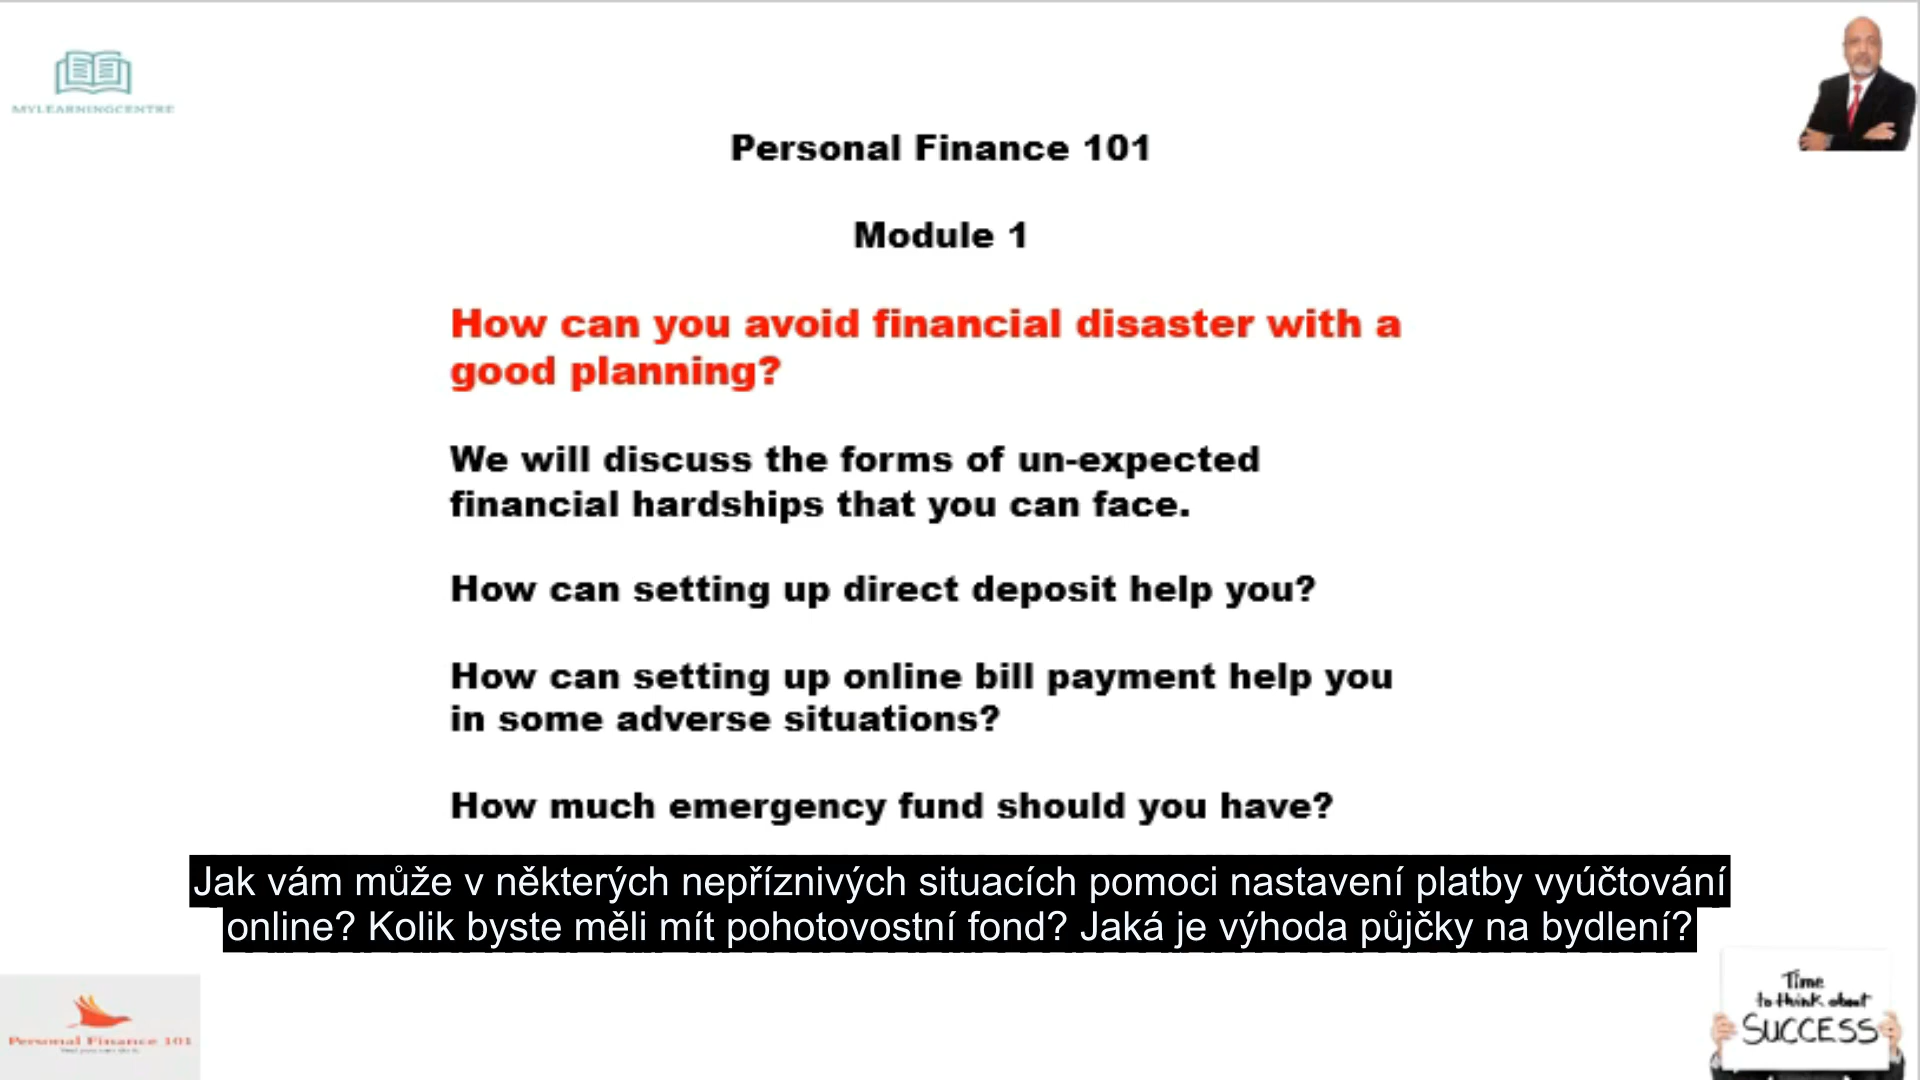 MYLEARNINGCENTRE
Personal Finance 101
Module 1
How can you avoid financial disaster with a
good planning?
We will discuss the forms of un-expected
financial hardships that you can face.
How can setting up direct deposit help you?
How can setting up online bill payment help you
in some adverse situations?
How much emergency fund should you have?
Jak vám může v některých nepříznivých situacích pomoci nastavení platby vyúčtování
online? Kolik byste měli mít pohotovostní fond? Jaká je výhoda půjčky na bydlení?
Personal Finance 101
Time
to think about
SUCCESS